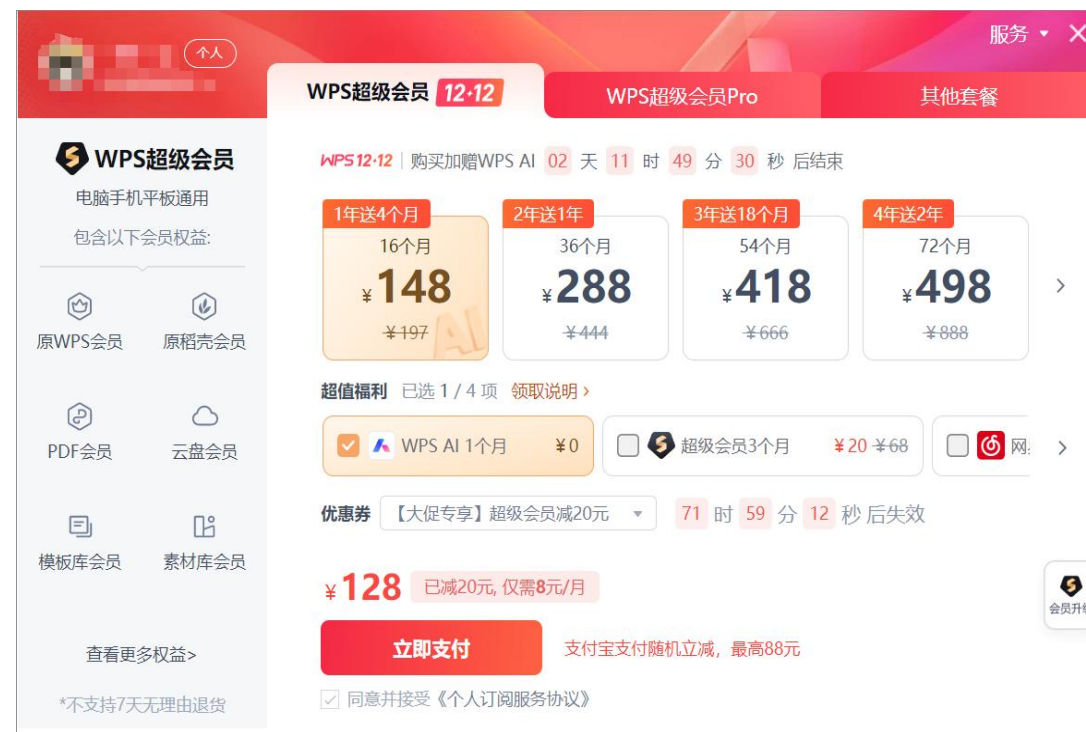 个人
服务
WPS超级会员 12·12
WPS超级会员Pro
其他套餐
WPS超级会员
电脑手机平板通用
包含以下会员权益:
原WPS会员 原稻壳会员
PDF会员 云盘会员
模板库会员 素材库会员
查看更多权益>
*不支持7天无理由退货
WPS 12·12 购买加赠WPS AI 02 天 11 时 49 分 30 秒 后结束
1年送4个月 2年送1年 3年送18个月 4年送2年
16个月 36个月 54个月 72个月
¥148 ¥288 ¥418 ¥498
¥197 ¥444 ¥666 ¥888
AI
超值福利 已选 1 / 4 项 领取说明 >
WPS AI 1个月 ¥0 超级会员3个月 ¥20 ¥68 网
优惠券 【大促专享】超级会员减20元 71 时 59 分 12 秒 后失效
¥128 已减20元, 仅需8元/月
会员升
立即支付 支付宝支付随机立减，最高88元
同意并接受《个人订阅服务协议》